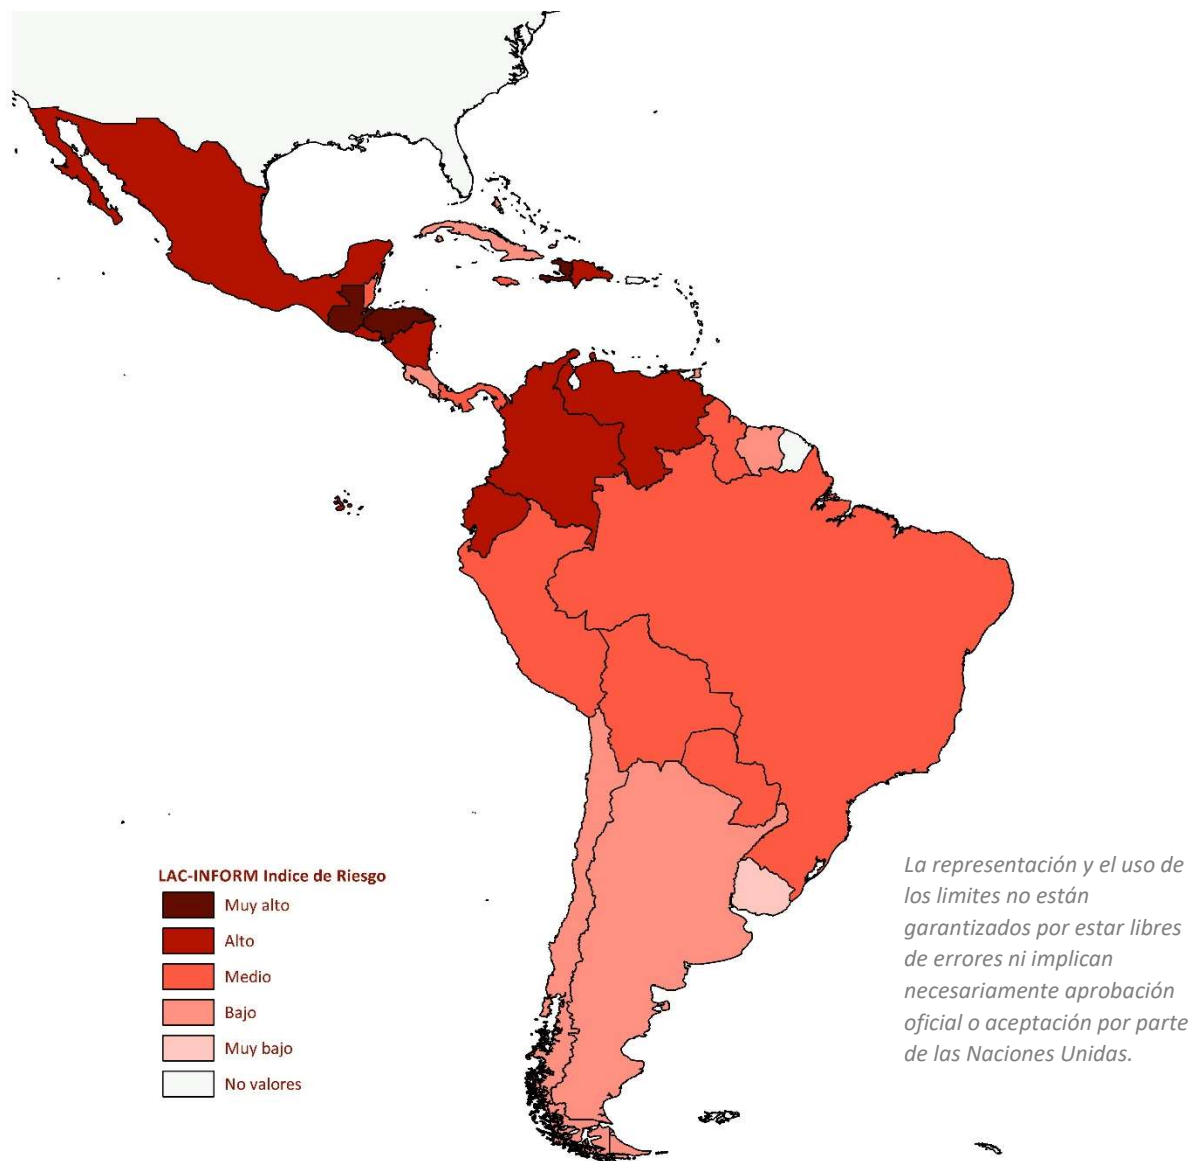 LAC-INFORM Indice de Riesgo
Muy alto
Alto
Medio
Bajo
Muy bajo
No valores
La representación y el uso de
los limites no están
garantizados por estar libres
de errores ni implican
necesariamente aprobación
oficial o aceptación por parte
de las Naciones Unidas.